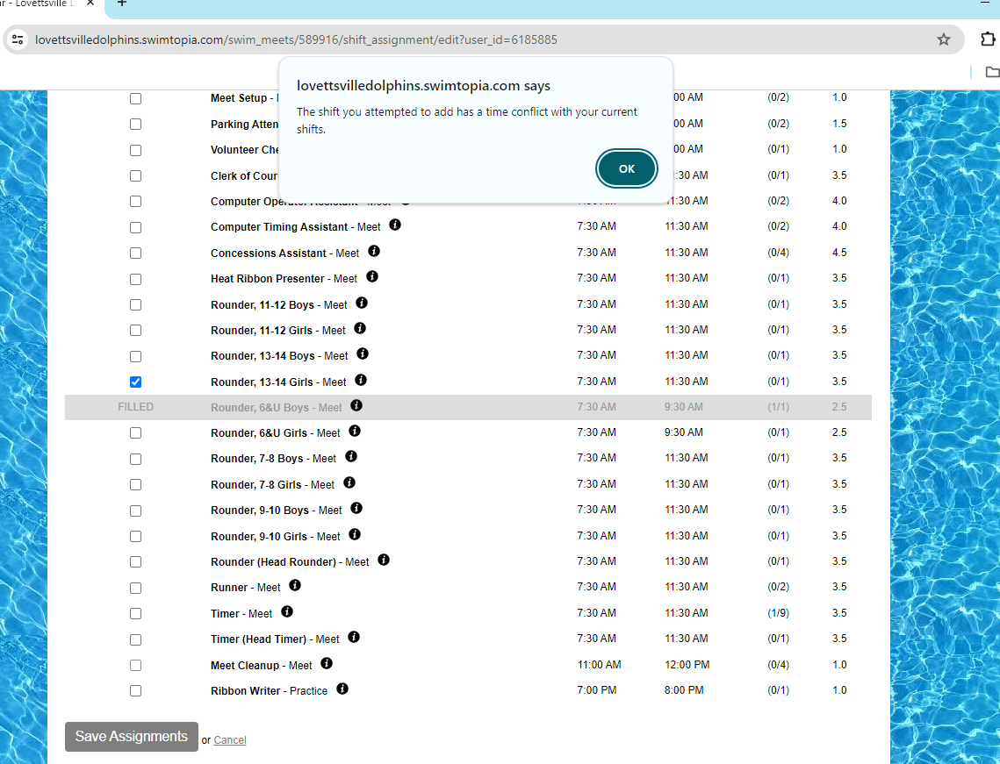 ar - Lovettsville D
lovettsvilledolphins.swimtopia.com/swim_meets/589916/shift_assignment/edit?user_id=6185885
lovettsvilledolphins.swimtopia.com says
The shift you attempted to add has a time conflict with your current
shifts.
OK
Meet Setup - 00 AM (0/2) 1.0
Parking Atten 00 AM (0/2) 1.5
Volunteer Che 00 AM (0/1) 1.0
Clerk of Cour :30 AM (0/1) 3.5
Computer Operator Assistant - Meet 7:30 AM 11:30 AM (0/2) 4.0
Computer Timing Assistant - Meet 7:30 AM 11:30 AM (0/2) 4.0
Concessions Assistant - Meet 7:30 AM 11:30 AM (0/4) 4.5
Heat Ribbon Presenter - Meet 7:30 AM 11:30 AM (0/1) 3.5
Rounder, 11-12 Boys - Meet 7:30 AM 11:30 AM (0/1) 3.5
Rounder, 11-12 Girls - Meet 7:30 AM 11:30 AM (0/1) 3.5
Rounder, 13-14 Boys - Meet 7:30 AM 11:30 AM (0/1) 3.5
Rounder, 13-14 Girls - Meet 7:30 AM 11:30 AM (0/1) 3.5
FILLED Rounder, 6&U Boys - Meet 7:30 AM 9:30 AM (1/1) 2.5
Rounder, 6&U Girls - Meet 7:30 AM 9:30 AM (0/1) 2.5
Rounder, 7-8 Boys - Meet 7:30 AM 11:30 AM (0/1) 3.5
Rounder, 7-8 Girls - Meet 7:30 AM 11:30 AM (0/1) 3.5
Rounder, 9-10 Boys - Meet 7:30 AM 11:30 AM (0/1) 3.5
Rounder, 9-10 Girls - Meet 7:30 AM 11:30 AM (0/1) 3.5
Rounder (Head Rounder) - Meet 7:30 AM 11:30 AM (0/1) 3.5
Runner - Meet 7:30 AM 11:30 AM (0/2) 3.5
Timer - Meet 7:30 AM 11:30 AM (1/9) 3.5
Timer (Head Timer) - Meet 7:30 AM 11:30 AM (0/1) 3.5
Meet Cleanup - Meet 11:00 AM 12:00 PM (0/4) 1.0
Ribbon Writer - Practice 7:00 PM 8:00 PM (0/1) 1.0
Save Assignments or Cancel